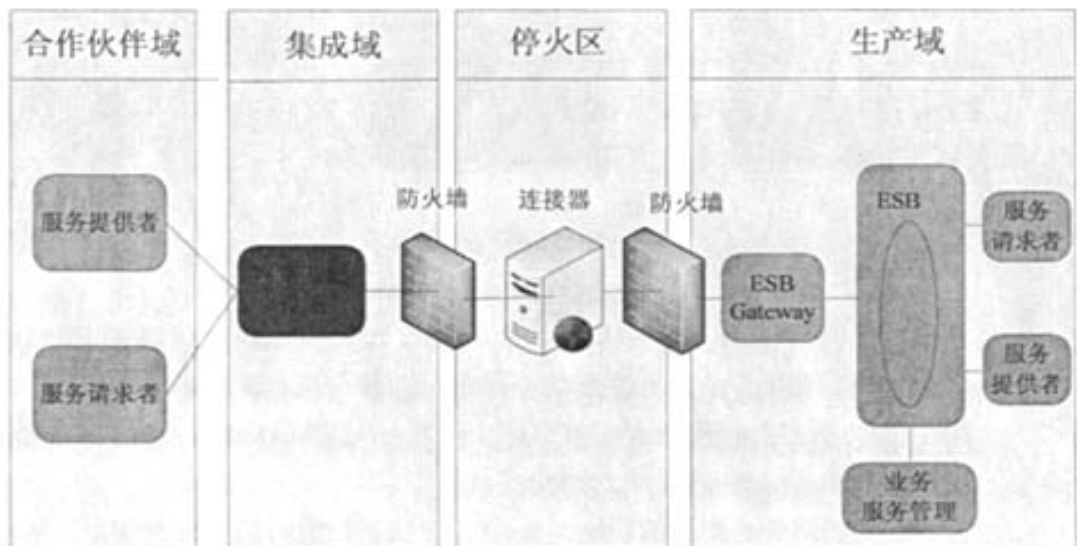 合作伙伴域
集成域
停火区
生产域
服务提供者
服务请求者
防火墙
连接器
防火墙
ESB
Gateway
ESB
服务
请求者
服务
提供者
业务
服务管理